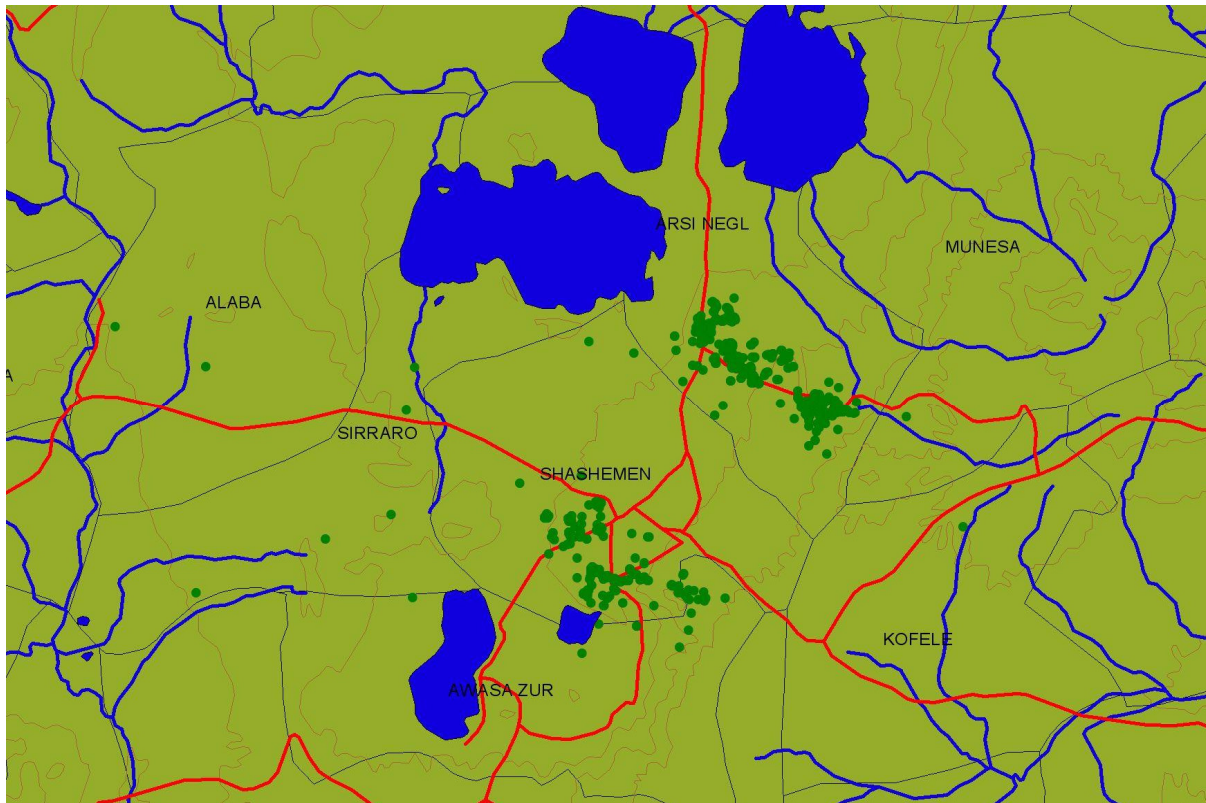 ARSI NEGL
MUNESA
ALABA
A
SIRRARO
SHASHEMEN
KOFELE
AWASA ZUR